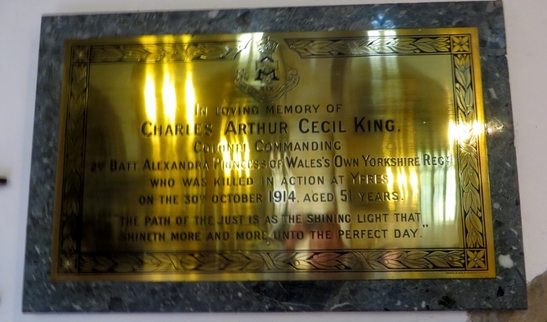 IN LOVING MEMORY OF
CHARLES ARTHUR CECIL KING.
COLONEL COMMANDING
2ND BATT. ALEXANDRA PRINCESS OF WALES'S OWN YORKSHIRE REGT
WHO WAS KILLED IN ACTION AT YPRES
ON THE 30TH OCTOBER 1914. AGED 51 YEARS.
"THE PATH OF THE JUST IS AS THE SHINING LIGHT THAT
SHINETH MORE AND MORE UNTO THE PERFECT DAY."